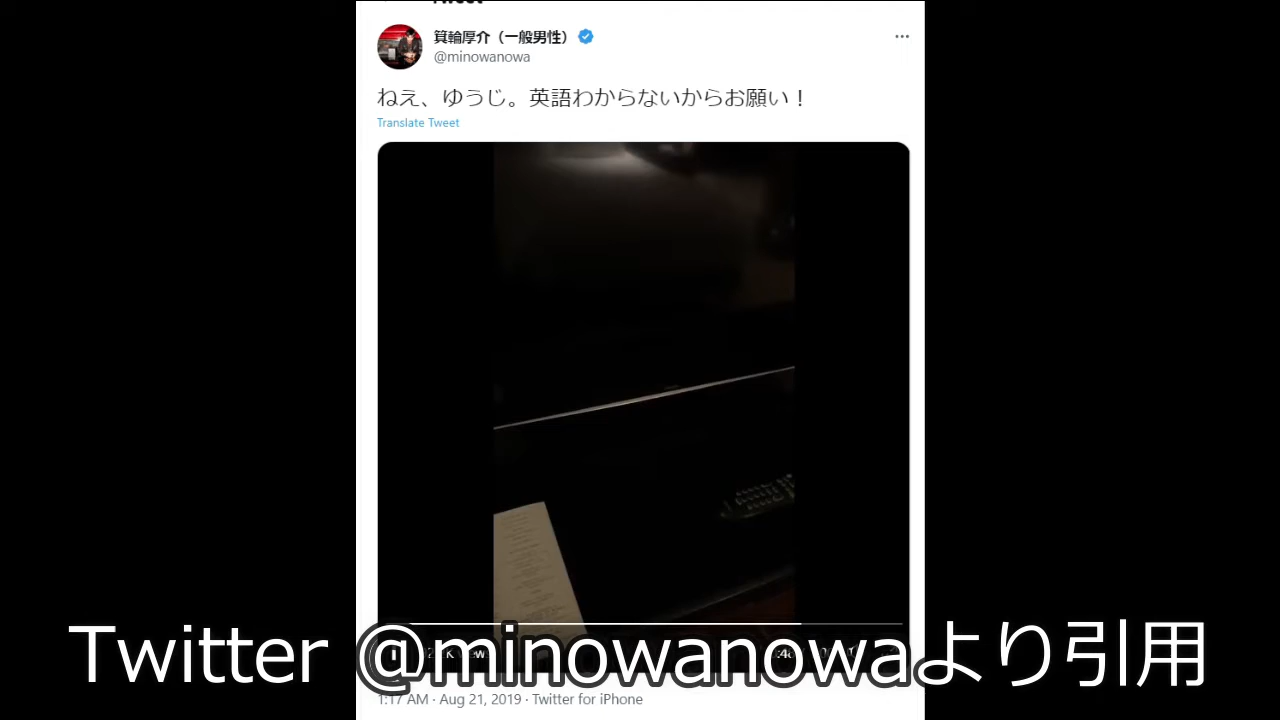 Tweet
箕輪厚介（一般男性）
@minowanowa
ねえ、ゆうじ。英語わからないからお願い！
Translate Tweet
Twitter @minowanowaより引用
1:17 AM · Aug 21, 2019 · Twitter for iPhone